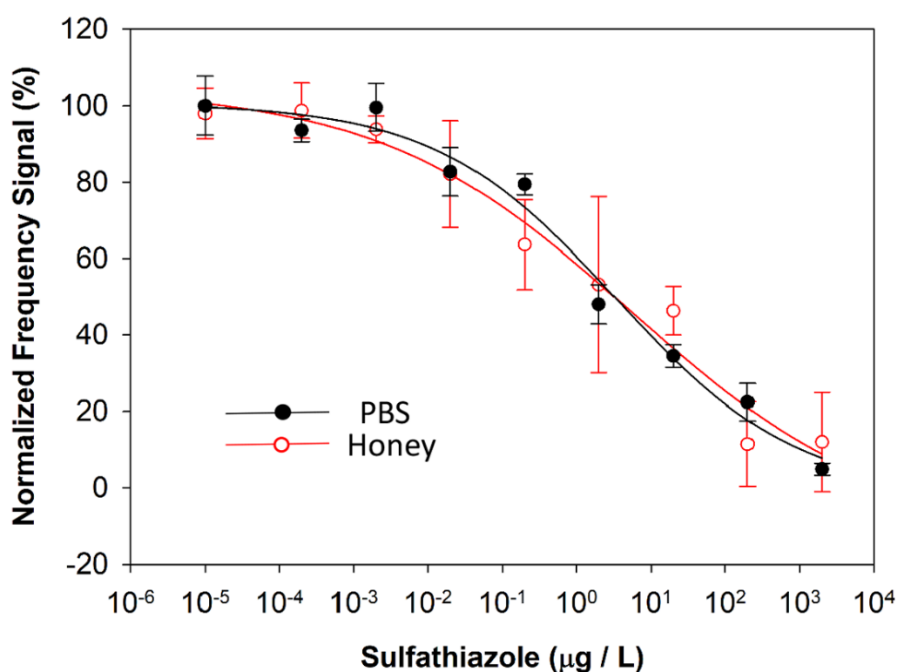 120
100
80
60
40
20
0
-20
Normalized Frequency Signal (%)
PBS
Honey
10⁻⁶ 10⁻⁵ 10⁻⁴ 10⁻³ 10⁻² 10⁻¹ 10⁰ 10¹ 10² 10³ 10⁴
Sulfathiazole (μg / L)